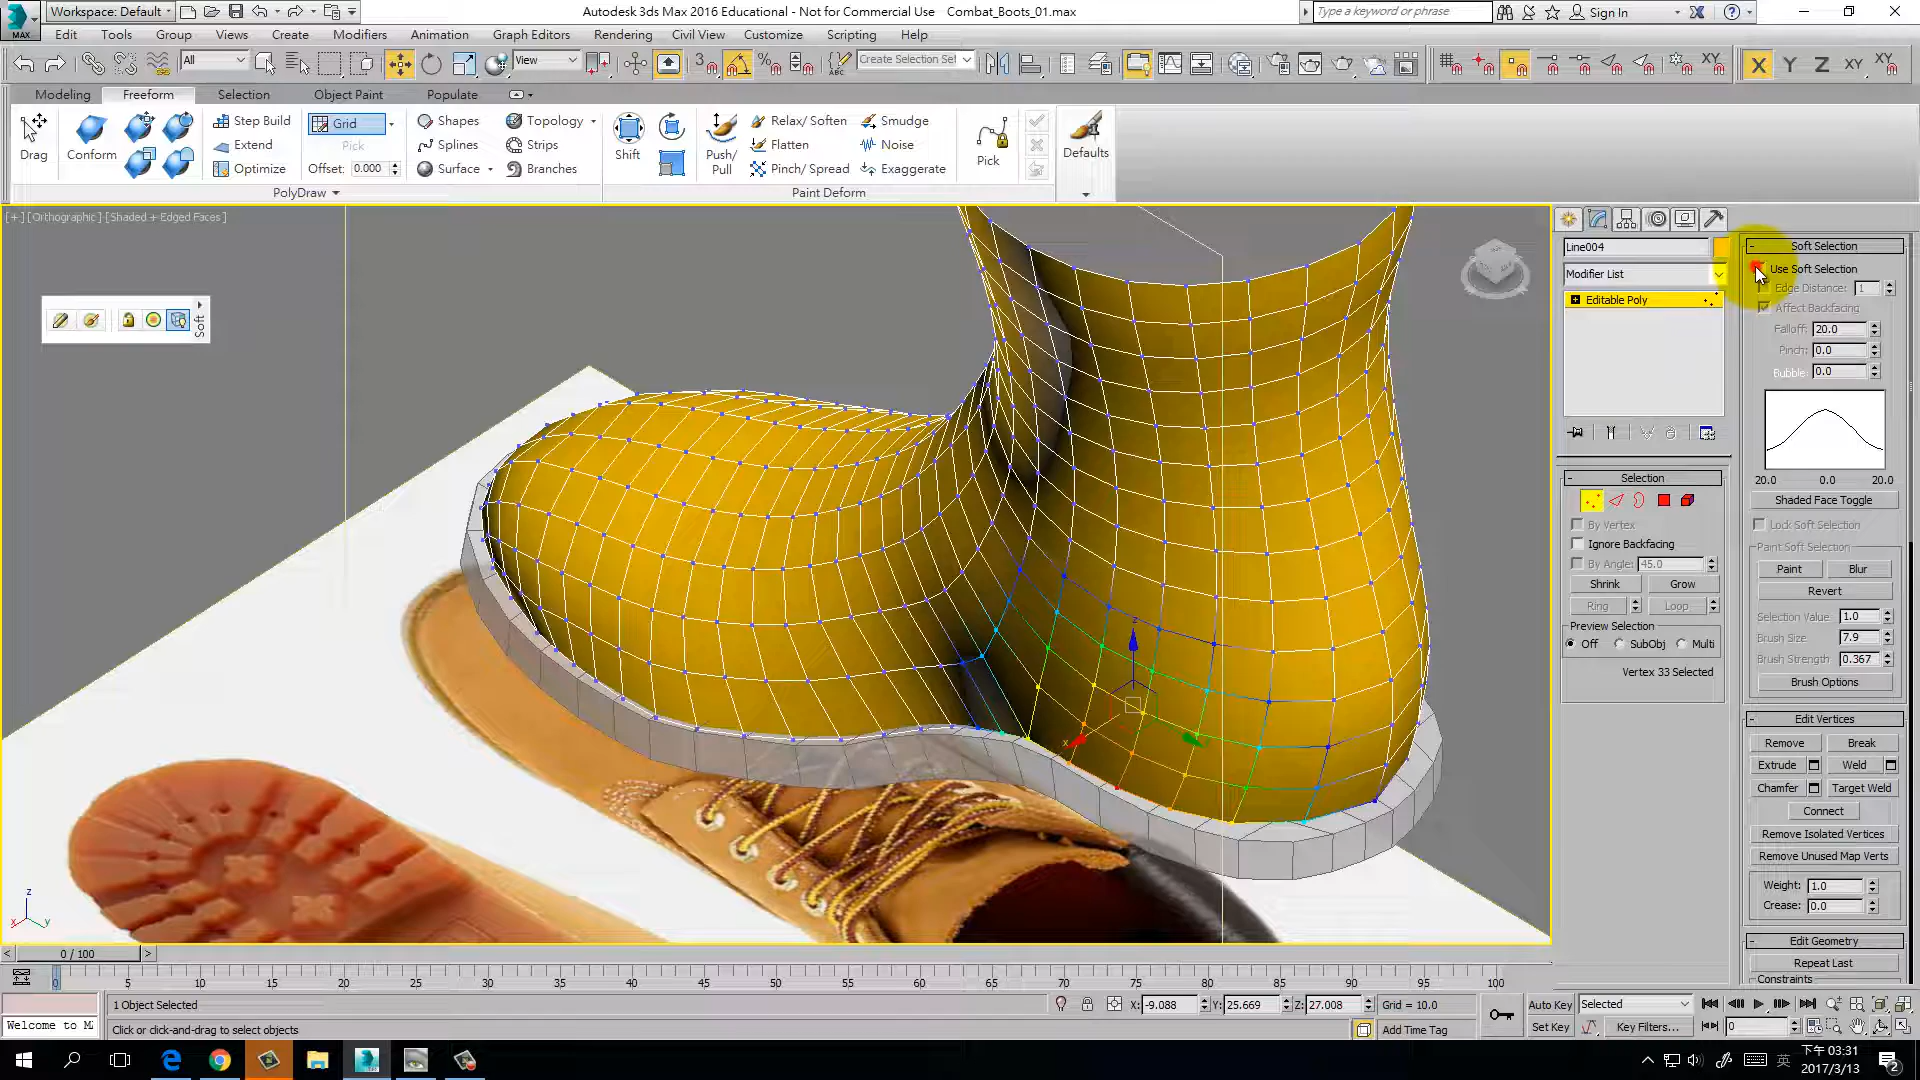 Workspace: Default
Autodesk 3ds Max 2016 Educational - Not for Commercial Use Combat_Boots_01.max
Type a keyword or phrase
Sign In
MAX
Edit Tools Group Views Create Modifiers Animation Graph Editors Rendering Civil View Customize Scripting Help
All
View
3
%
ABC
Create Selection Set
XY
X Y Z XY XY
Modeling Freeform Selection Object Paint Populate
Drag
Conform
Step Build
Extend
Optimize
Grid
Pick
Offset: 0.000
Shapes
Splines
Surface
Topology
Strips
Branches
Shift
Push/
Pull
Relax/ Soften
Flatten
Pinch/ Spread
Smudge
Noise
Exaggerate
Pick
Defaults
PolyDraw
Paint Deform
[+] [Orthographic] [Shaded + Edged Faces]
Soft
z
x
z
x y
Line004
Modifier List
Editable Poly
Selection
By Vertex
Ignore Backfacing
By Angle: 45.0
Shrink Grow
Ring Loop
Preview Selection
Off SubObj Multi
Vertex 33 Selected
Soft Selection
Use Soft Selection
Edge Distance: 1
Affect Backfacing
Falloff: 20.0
Pinch: 0.0
Bubble: 0.0
20.0 0.0 20.0
Shaded Face Toggle
Lock Soft Selection
Paint Soft Selection
Paint Blur
Revert
Selection Value 1.0
Brush Size 7.9
Brush Strength 0.367
Brush Options
Edit Vertices
Remove Break
Extrude Weld
Chamfer Target Weld
Connect
Remove Isolated Vertices
Remove Unused Map Verts
Weight: 1.0
Crease: 0.0
Edit Geometry
Repeat Last
Constraints
< 0 / 100 >
0 5 10 15 20 25 30 35 40 45 50 55 60 65 70 75 80 85 90 95 100
1 Object Selected
X: -9.088 Y: 25.669 Z: 27.008 Grid = 10.0
Auto Key Selected
Welcome to M
Click or click-and-drag to select objects
Add Time Tag
Set Key Key Filters...
0
英
下午 03:31
2017/3/13
2